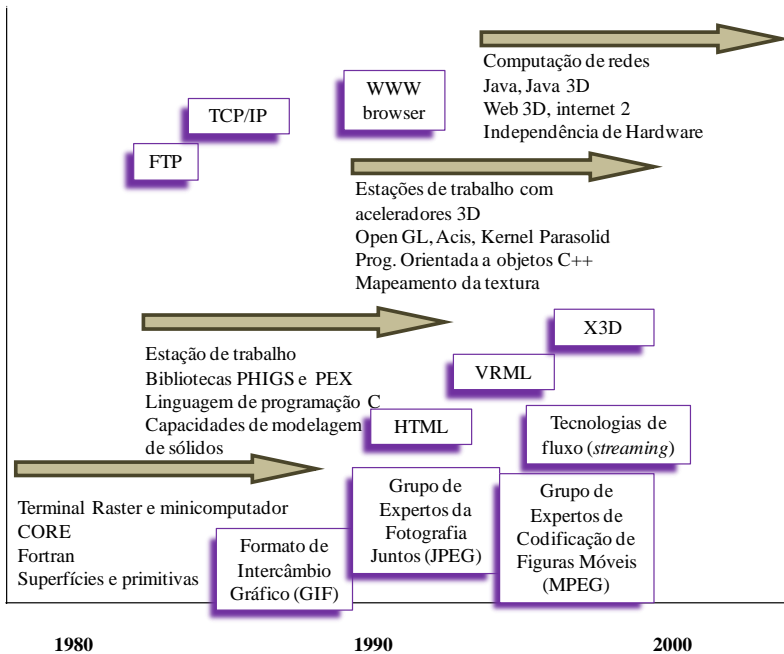 Computação de redes
Java, Java 3D
Web 3D, internet 2
Independência de Hardware
WWW
browser
TCP/IP
FTP
Estações de trabalho com
aceleradores 3D
Open GL, Acis, Kernel Parasolid
Prog. Orientada a objetos C++
Mapeamento da textura
Estação de trabalho
Bibliotecas PHIGS e PEX
Linguagem de programação C
Capacidades de modelagem
de sólidos
X3D
VRML
HTML
Tecnologias de
fluxo (streaming)
Terminal Raster e minicomputador
CORE
Fortran
Superfícies e primitivas
Formato de
Intercâmbio
Gráfico (GIF)
Grupo de
Expertos da
Fotografia
Juntos (JPEG)
Grupo de
Expertos de
Codificação de
Figuras Móveis
(MPEG)
1980
1990
2000